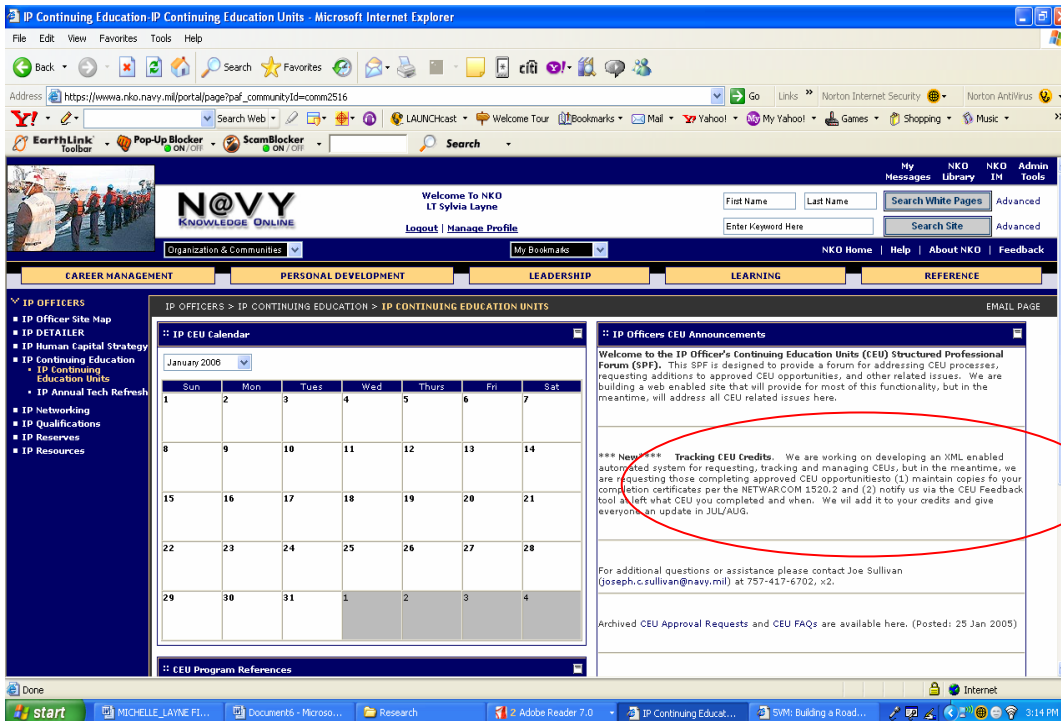 IP Continuing Education-IP Continuing Education Units - Microsoft Internet Explorer
File Edit View Favorites Tools Help
Back Search Favorites citi
Address https://wwwa.nko.navy.mil/portal/page?paf_communityId=comm2516 Go Links » Norton Internet Security Norton AntiVirus
Y! Search Web LAUNCHcast Welcome Tour Bookmarks Mail Yahoo! My Yahoo! Games Shopping Music »
EarthLink Toolbar Pop-Up Blocker ON/OFF ScamBlocker ON/OFF Search
My Messages NKO Library NKO IM Admin Tools
N@VY
KNOWLEDGE ONLINE
Welcome To NKO
LT Sylvia Layne
Logout | Manage Profile
First Name Last Name Search White Pages Advanced
Enter Keyword Here Search Site Advanced
Organization & Communities My Bookmarks NKO Home | Help | About NKO | Feedback
CAREER MANAGEMENT PERSONAL DEVELOPMENT LEADERSHIP LEARNING REFERENCE
IP OFFICERS
IP Officer Site Map
IP DETAILER
IP Human Capital Strategy
IP Continuing Education
IP Continuing
Education Units
IP Annual Tech Refresh
IP Networking
IP Qualifications
IP Reserves
IP Resources
IP OFFICERS > IP CONTINUING EDUCATION > IP CONTINUING EDUCATION UNITS EMAIL PAGE
:: IP CEU Calendar
January 2006
Sun Mon Tues Wed Thurs Fri Sat
1 2 3 4 5 6 7
8 9 10 11 12 13 14
15 16 17 18 19 20 21
22 23 24 25 26 27 28
29 30 31 1 2 3 4
:: CEU Program References
:: IP Officers CEU Announcements
Welcome to the IP Officer's Continuing Education Units (CEU) Structured Professional
Forum (SPF). This SPF is designed to provide a forum for addressing CEU processes,
requesting additions to approved CEU opportunities, and other related issues. We are
building a web enabled site that will provide for most of this functionality, but in the
meantime, will address all CEU related issues here.
*** New**** Tracking CEU Credits. We are working on developing an XML enabled
automated system for requesting, tracking and managing CEUs, but in the meantime, we
are requesting those completing approved CEU opportunitiesto (1) maintain copies fo your
completion certificates per the NETWARCOM 1520.2 and (2) notify us via the CEU Feedback
tool at left what CEU you completed and when. We wil add it to your credits and give
everyone an update in JUL/AUG.
For additional questions or assistance please contact Joe Sullivan
(joseph.c.sullivan@navy.mil) at 757-417-6702, x2.
Archived CEU Approval Requests and CEU FAQs are available here. (Posted: 25 Jan 2005)
Done Internet
start MICHELLE_LAYNE FI... Document6 - Microso... Research 2 Adobe Reader 7.0 IP Continuing Educat... SVM: Building a Road... 3:14 PM